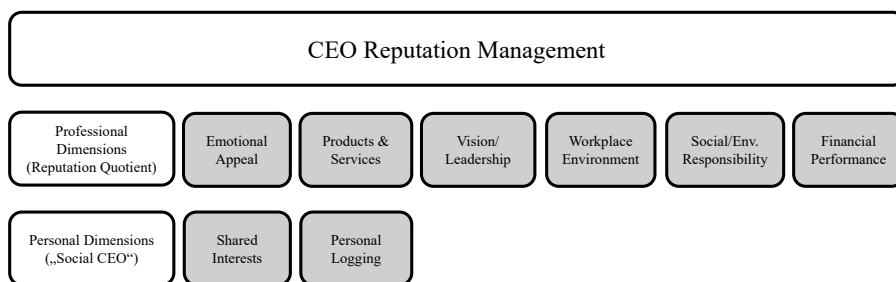 CEO Reputation Management
Professional
Dimensions
(Reputation Quotient)
Emotional
Appeal
Products &
Services
Vision/
Leadership
Workplace
Environment
Social/Env.
Responsibility
Financial
Performance
Personal Dimensions
(„Social CEO“)
Shared
Interests
Personal
Logging